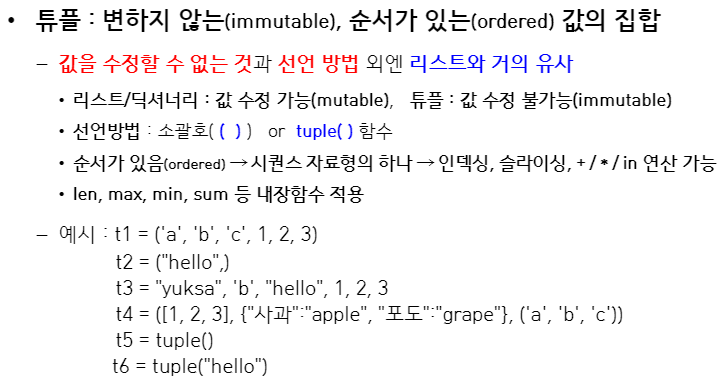 • 튜플 : 변하지 않는(immutable), 순서가 있는(ordered) 값의 집합
– 값을 수정할 수 없는 것과 선언 방법 외엔 리스트와 거의 유사
• 리스트/딕셔너리 : 값 수정 가능(mutable),   튜플 : 값 수정 불가능(immutable)
• 선언방법 : 소괄호( ( ) )   or  tuple( ) 함수
• 순서가 있음(ordered) → 시퀀스 자료형의 하나 → 인덱싱, 슬라이싱, + / * / in 연산 가능
• len, max, min, sum 등 내장함수 적용
– 예시 : t1 = ('a', 'b', 'c', 1, 2, 3)
t2 = ("hello",)
t3 = "yuksa", 'b', "hello", 1, 2, 3
t4 = ([1, 2, 3], {"사과":"apple", "포도":"grape"}, ('a', 'b', 'c'))
t5 = tuple()
t6 = tuple("hello")